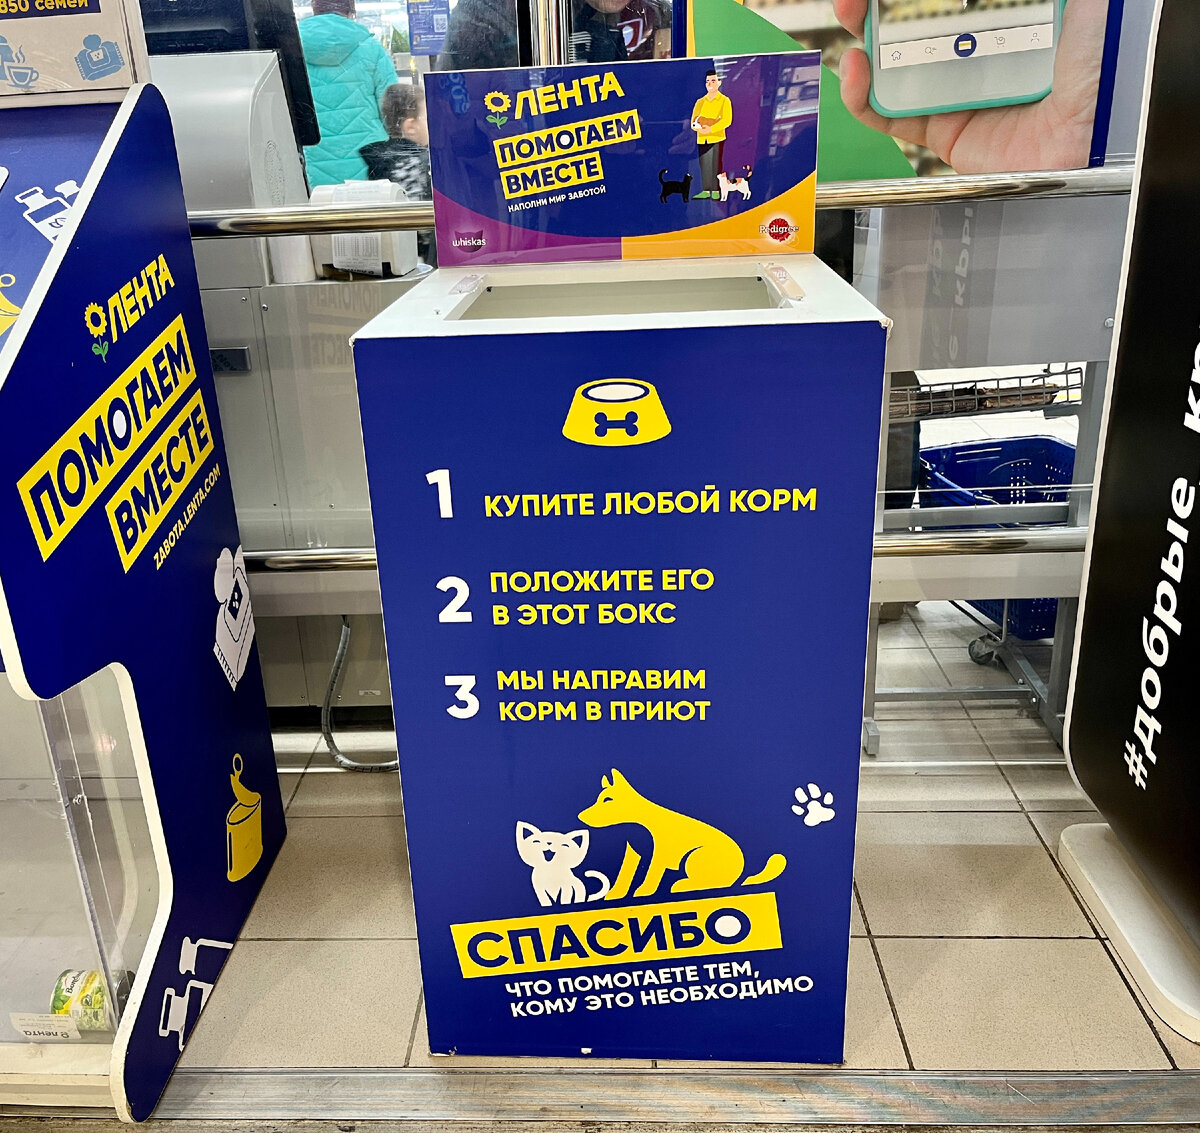 850 семей
ЛЕНТА
ПОМОГАЕМ
ВМЕСТЕ
НАПОЛНИ МИР ЗАБОТОЙ
whiskas
Pedigree
ЛЕНТА
ПОМОГАЕМ
ВМЕСТЕ
ZABOTA.LENTA.COM
1 КУПИТЕ ЛЮБОЙ КОРМ
2 ПОЛОЖИТЕ ЕГО
В ЭТОТ БОКС
3 МЫ НАПРАВИМ
КОРМ В ПРИЮТ
СПАСИБО
ЧТО ПОМОГАЕТЕ ТЕМ,
КОМУ ЭТО НЕОБХОДИМО
#добрые
лента